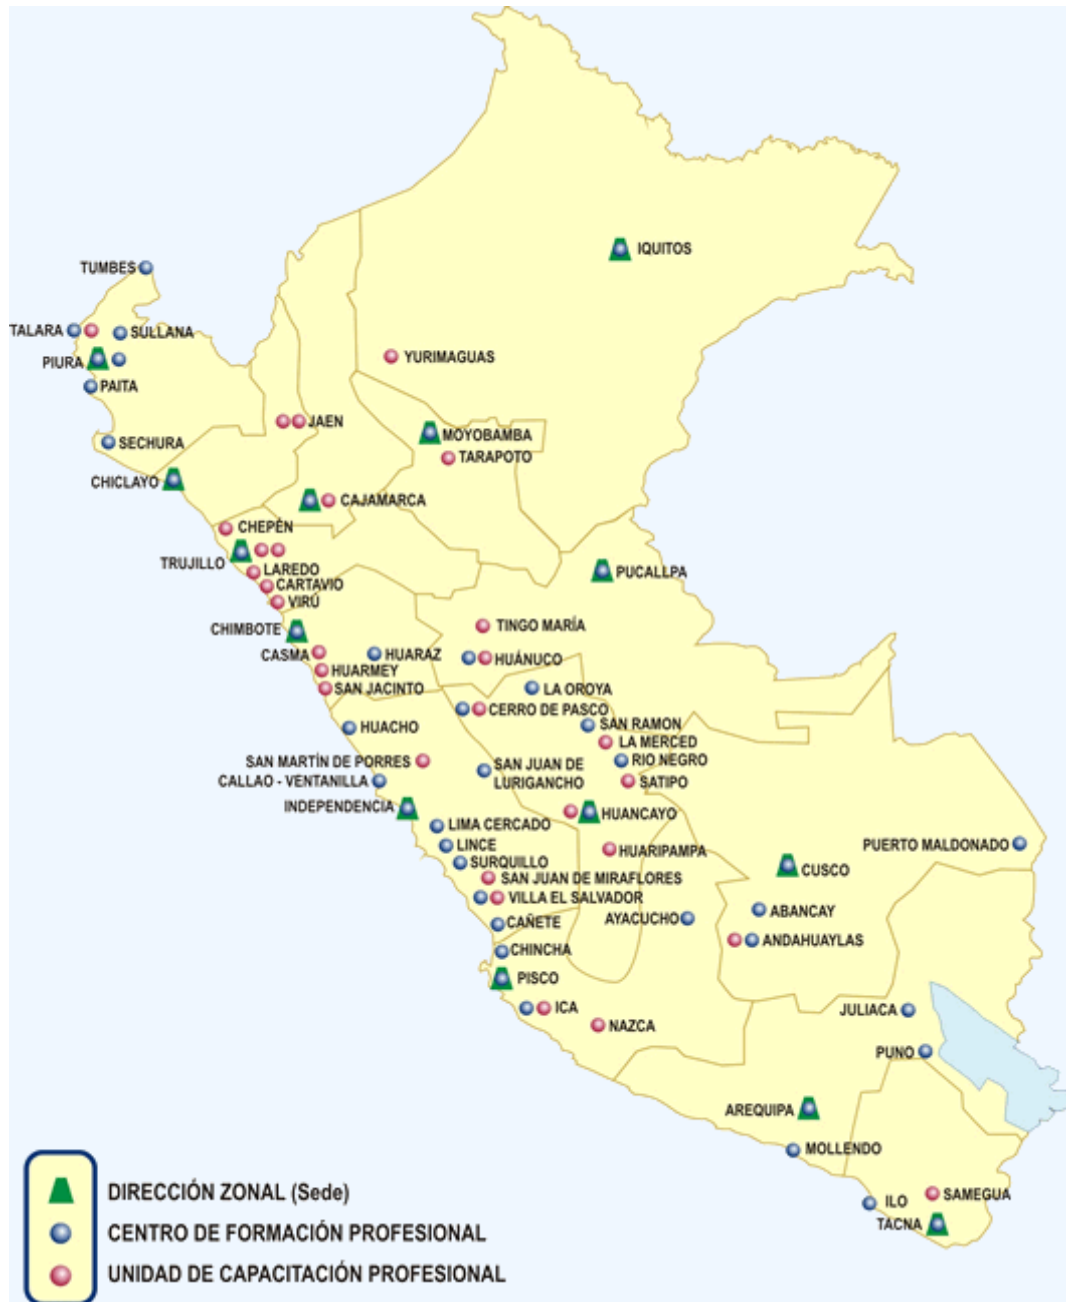 IQUITOS
TUMBES
TALARA
SULLANA
PIURA
YURIMAGUAS
PAITA
JAEN
MOYOBAMBA
SECHURA
TARAPOTO
CHICLAYO
CAJAMARCA
CHEPÉN
TRUJILLO
LAREDO
PUCALLPA
CARTAVIO
VIRÚ
CHIMBOTE
TINGO MARÍA
CASMA
HUARAZ
HUÁNUCO
HUARMEY
SAN JACINTO
LA OROYA
CERRO DE PASCO
HUACHO
SAN RAMON
LA MERCED
SAN MARTÍN DE PORRES
RIO NEGRO
SAN JUAN DE
LURIGANCHO
CALLAO - VENTANILLA
SATIPO
INDEPENDENCIA
HUANCAYO
LIMA CERCADO
LINCE
PUERTO MALDONADO
HUARIPAMPA
SURQUILLO
CUSCO
SAN JUAN DE MIRAFLORES
VILLA EL SALVADOR
ABANCAY
AYACUCHO
CAÑETE
ANDAHUAYLAS
CHINCHA
PISCO
ICA
JULIACA
NAZCA
PUNO
AREQUIPA
MOLLENDO
SAMEGUA
ILO
TACNA
DIRECCIÓN ZONAL (Sede)
CENTRO DE FORMACIÓN PROFESIONAL
UNIDAD DE CAPACITACIÓN PROFESIONAL